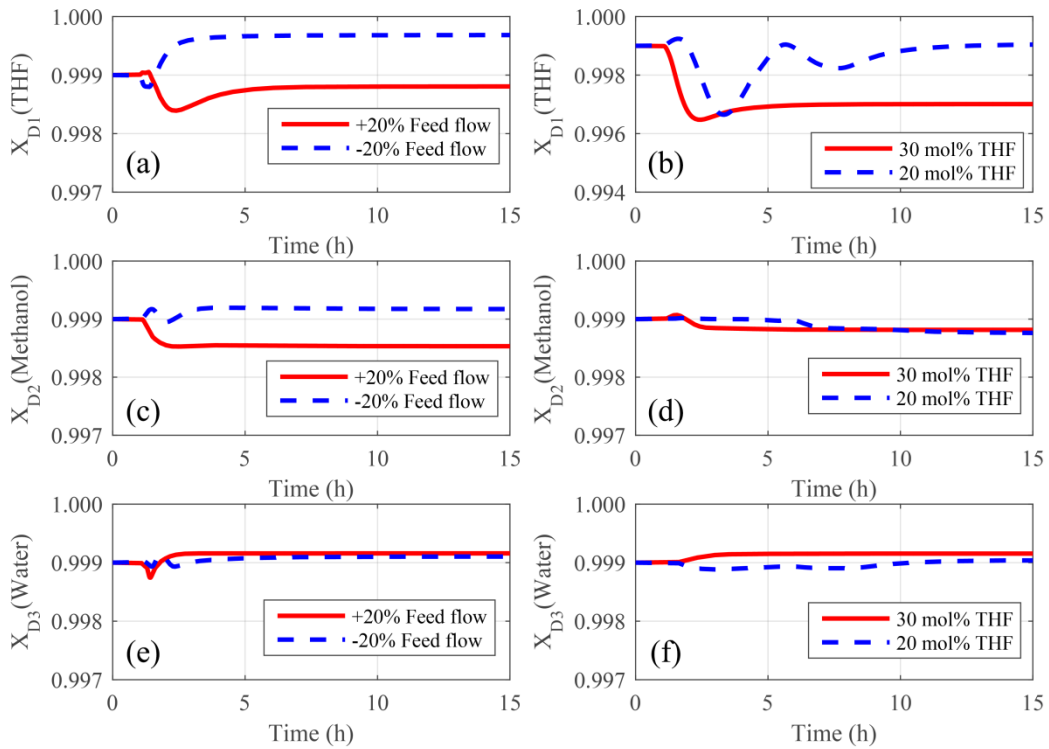 1.000
0.999
0.998
0.997
X_D1(THF)
(a)
+20% Feed flow
-20% Feed flow
0
5
10
15
Time (h)
1.000
0.998
0.996
0.994
X_D1(THF)
(b)
30 mol% THF
20 mol% THF
0
5
10
15
Time (h)
1.000
0.999
0.998
0.997
X_D2(Methanol)
(c)
+20% Feed flow
-20% Feed flow
0
5
10
15
Time (h)
1.000
0.999
0.998
0.997
X_D2(Methanol)
(d)
30 mol% THF
20 mol% THF
0
5
10
15
Time (h)
1.000
0.999
0.998
0.997
X_D3(Water)
(e)
+20% Feed flow
-20% Feed flow
0
5
10
15
Time (h)
1.000
0.999
0.998
0.997
X_D3(Water)
(f)
30 mol% THF
20 mol% THF
0
5
10
15
Time (h)